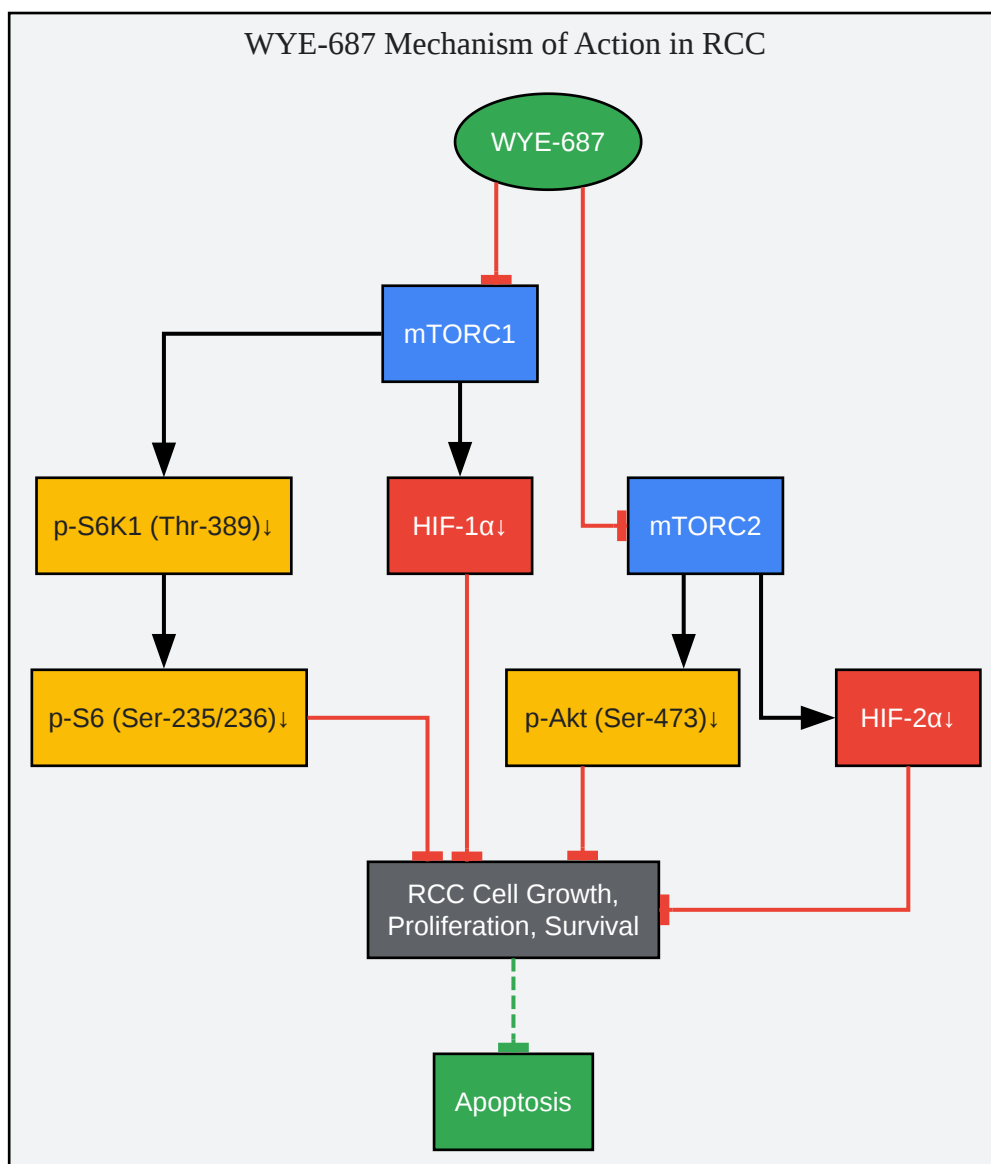 WYE-687 Mechanism of Action in RCC
WYE-687
mTORC1
p-S6K1 (Thr-389)↓
HIF-1α↓
mTORC2
p-S6 (Ser-235/236)↓
p-Akt (Ser-473)↓
HIF-2α↓
RCC Cell Growth,
Proliferation, Survival
Apoptosis